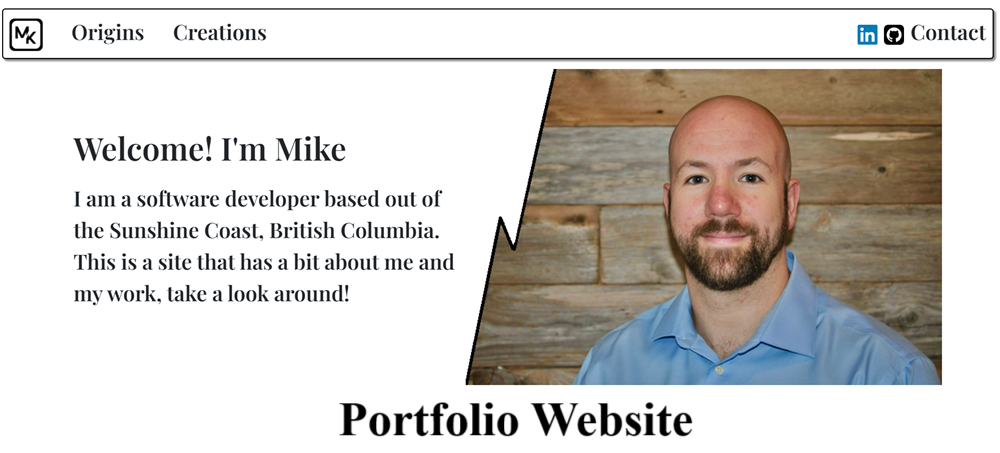 MK
Origins
Creations
in
Contact
Welcome! I'm Mike
I am a software developer based out of
the Sunshine Coast, British Columbia.
This is a site that has a bit about me and
my work, take a look around!
Portfolio Website